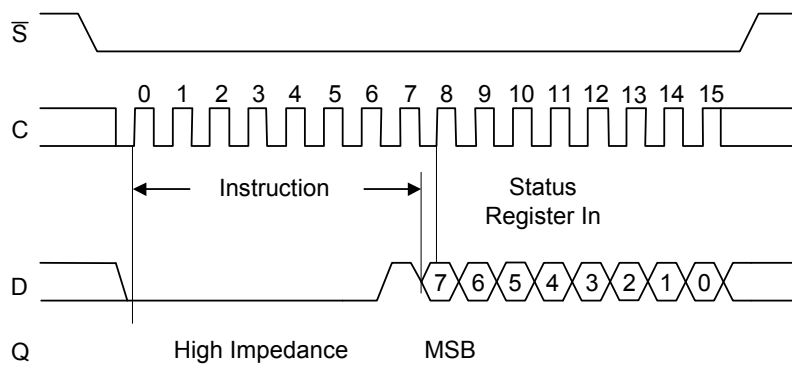 S̅
0 1 2 3 4 5 6 7 8 9 10 11 12 13 14 15
C
Instruction Status
Register In
D 7 6 5 4 3 2 1 0
Q High Impedance MSB